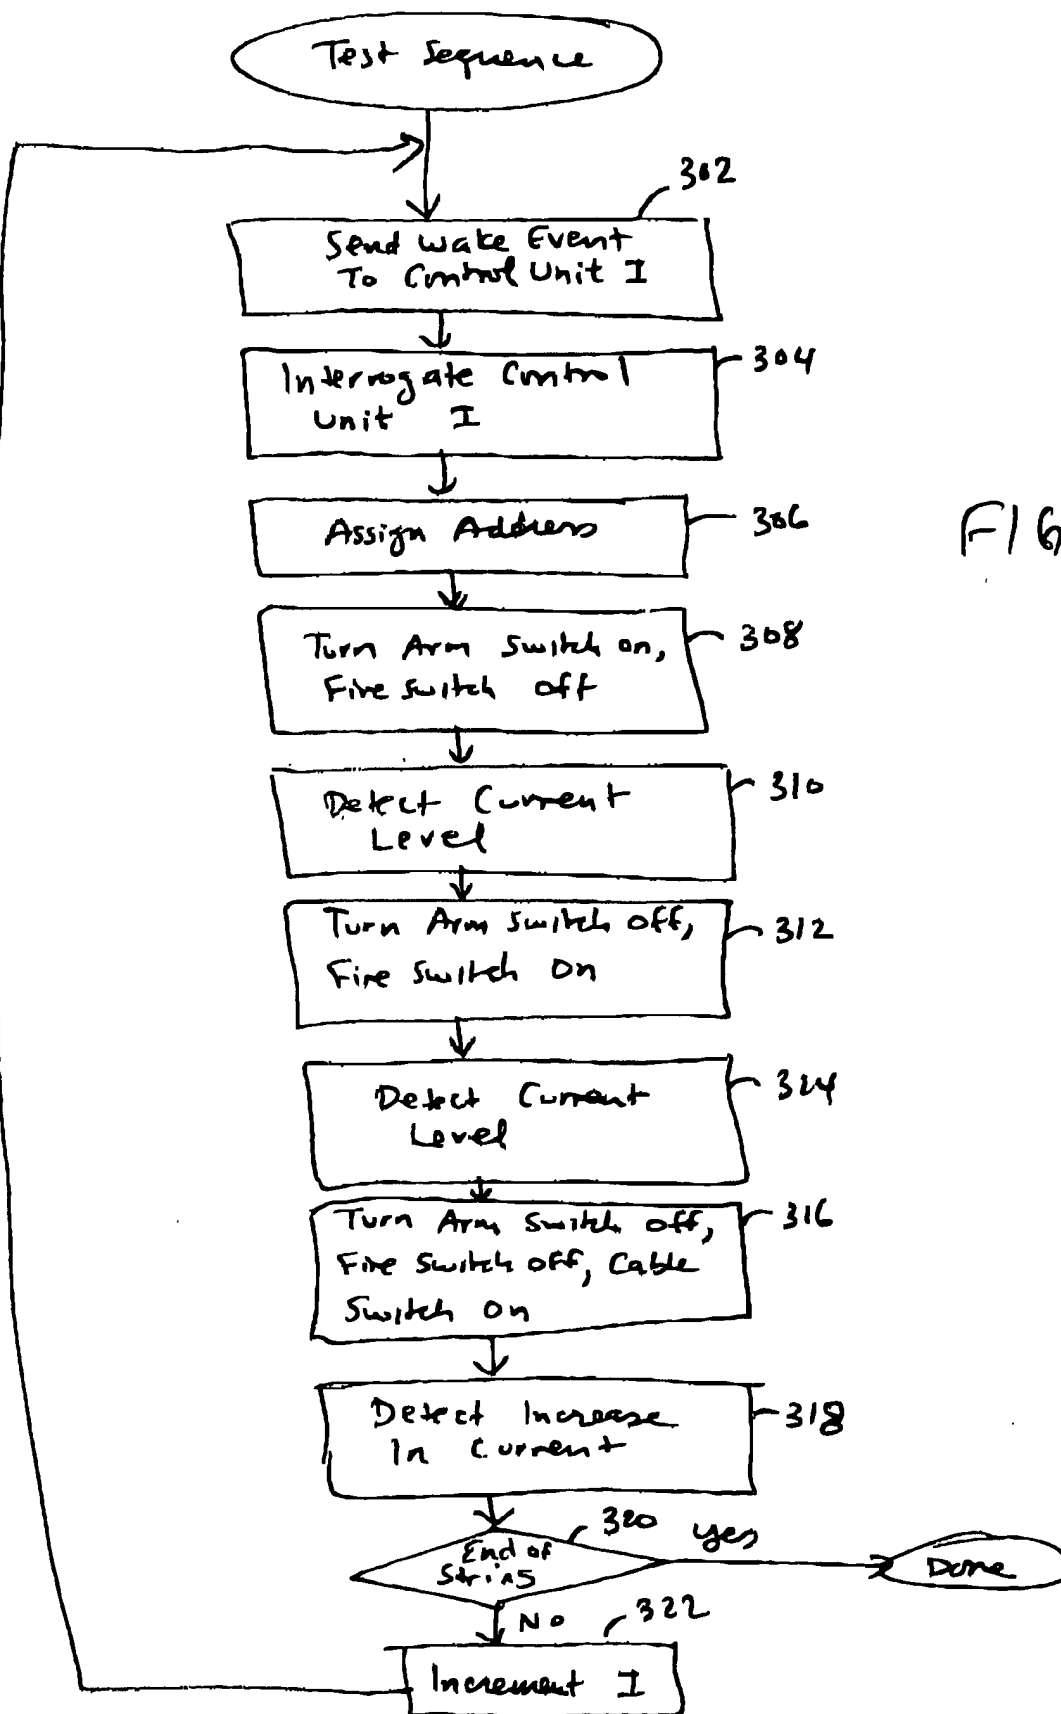 Test Sequence
302
Send Wake Event
To Control Unit I
304
Interrogate Control
Unit I
306
Assign Address
FIG
308
Turn Arm Switch on,
Fire Switch off
310
Detect Current
Level
312
Turn Arm Switch off,
Fire Switch On
324
Detect Current
Level
316
Turn Arm Switch off,
Fire Switch off, Cable
Switch On
318
Detect Increase
In Current
320
Yes
End of
String
Done
No
322
Increment I